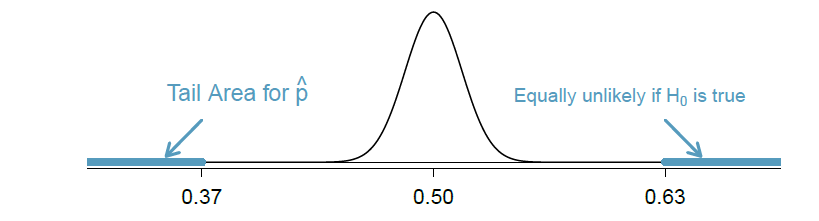 Tail Area for p̂
Equally unlikely if H₀ is true
0.37
0.50
0.63